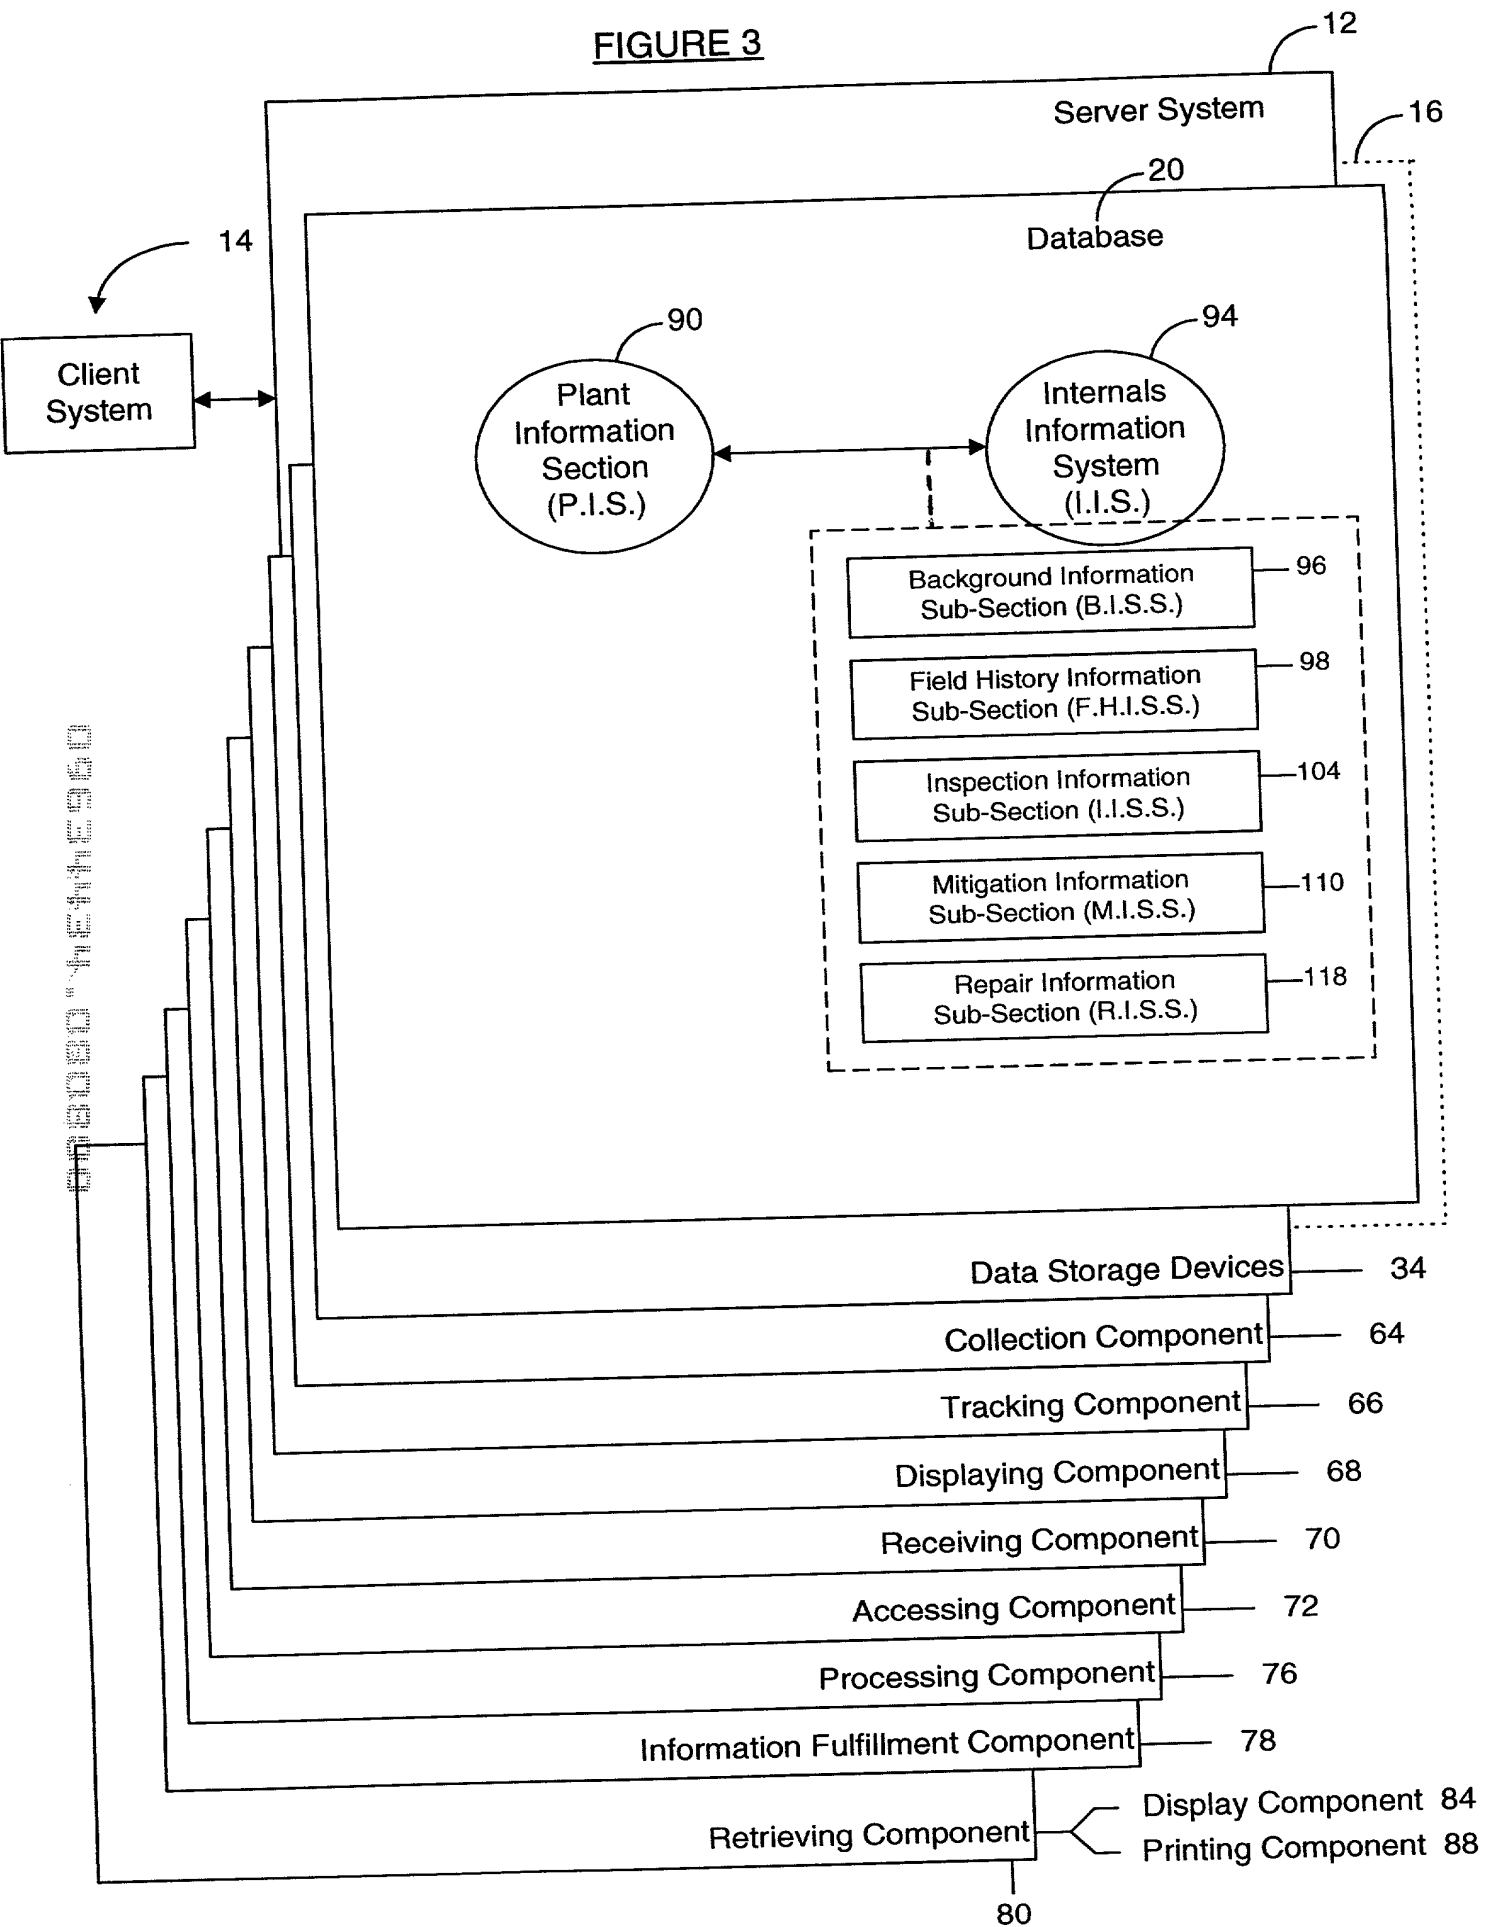 FIGURE 3
12
Server System
16
20
Database
14
90
94
Client
System
Plant
Information
Section
(P.I.S.)
Internals
Information
System
(I.I.S.)
Background Information
Sub-Section (B.I.S.S.)
96
Field History Information
Sub-Section (F.H.I.S.S.)
98
Inspection Information
Sub-Section (I.I.S.S.)
104
Mitigation Information
Sub-Section (M.I.S.S.)
110
Repair Information
Sub-Section (R.I.S.S.)
118
Data Storage Devices
34
Collection Component
64
Tracking Component
66
Displaying Component
68
Receiving Component
70
Accessing Component
72
Processing Component
76
Information Fulfillment Component
78
Retrieving Component
Display Component 84
Printing Component 88
80